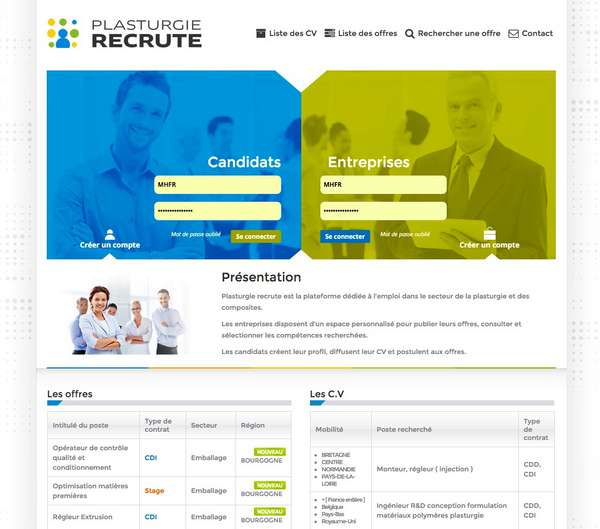 PLASTURGIE
RECRUTE
Liste des CV
Liste des offres
Rechercher une offre
Contact
Candidats
MHFR
•••••••••••••••
Mot de passe oublié
Se connecter
Créer un compte
Entreprises
MHFR
•••••••••••••••
Se connecter
Mot de passe oublié
Créer un compte
Présentation
Plasturgie recrute est la plateforme dédiée à l'emploi dans le secteur de la plasturgie et des
composites.
Les entreprises disposent d'un espace personnalisé pour publier leurs offres, consulter et
sélectionner les compétences recherchées.
Les candidats créent leur profil, diffusent leur CV et postulent aux offres.
Les offres
Intitulé du poste
Type de
contrat
Secteur
Région
Opérateur de contrôle
qualité et
conditionnement
CDI
Emballage
NOUVEAU
BOURGOGNE
Optimisation matières
premières
Stage
Emballage
NOUVEAU
BOURGOGNE
Régleur Extrusion
CDI
Emballage
NOUVEAU
BOURGOGNE
Les C.V
Mobilité
Poste recherché
Type
de
contrat
BRETAGNE
CENTRE
NORMANDIE
PAYS-DE-LA-
LOIRE
Monteur, régleur ( injection )
CDD,
CDI
+[ France entière ]
Belgique
Pays-Bas
Royaume-Uni
Ingénieur R&D conception formulation
matériaux polymères plasturgie
CDD,
CDI